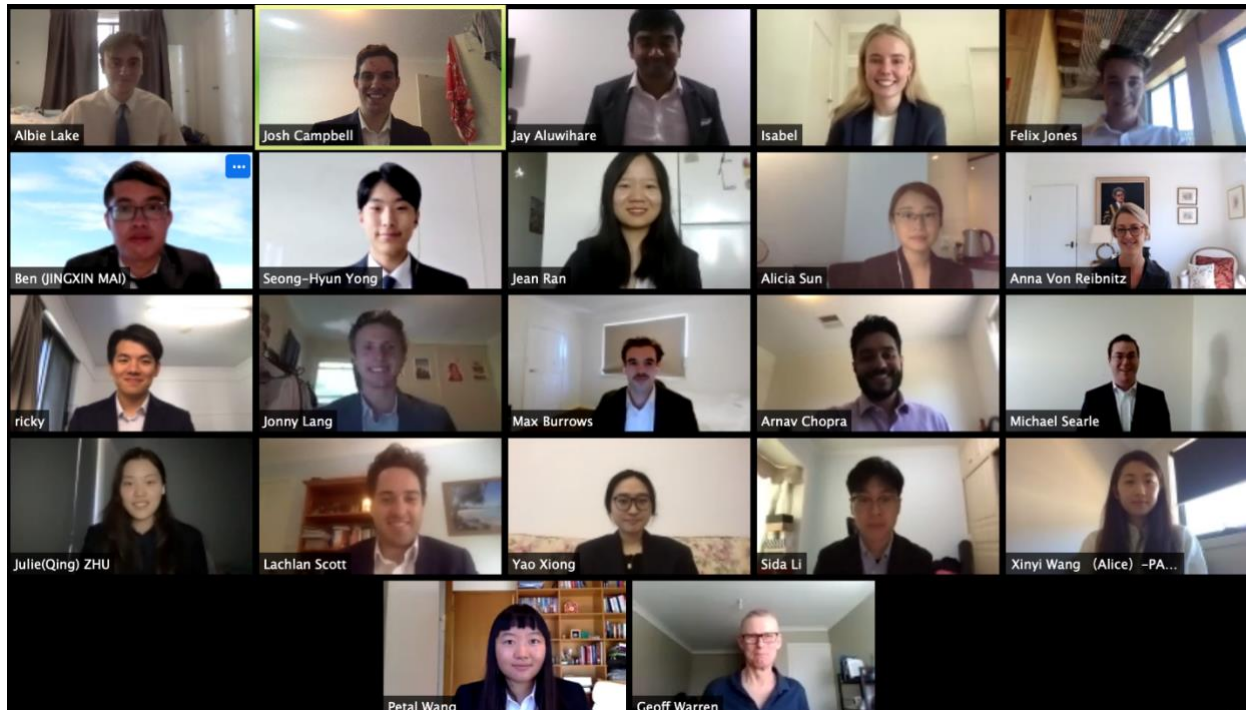 Albie Lake
Josh Campbell
Jay Aluwihare
Isabel
Felix Jones
Ben (JINGXIN MAI)
Seong-Hyun Yong
Jean Ran
Alicia Sun
Anna Von Reibnitz
ricky
Jonny Lang
Max Burrows
Arnav Chopra
Michael Searle
Julie(Qing) ZHU
Lachlan Scott
Yao Xiong
Sida Li
Xinyi Wang （Alice）-PA...
Petal Wang
Geoff Warren